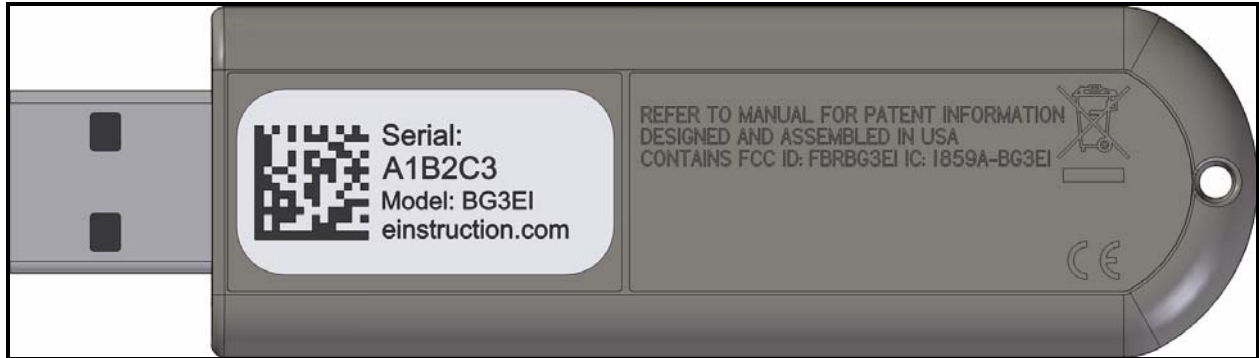 Serial:
A1B2C3
Model: BG3EI
einstruction.com
REFER TO MANUAL FOR PATENT INFORMATION
DESIGNED AND ASSEMBLED IN USA
CONTAINS FCC ID: FBRBG3EI IC: 1859A-BG3EI
CE